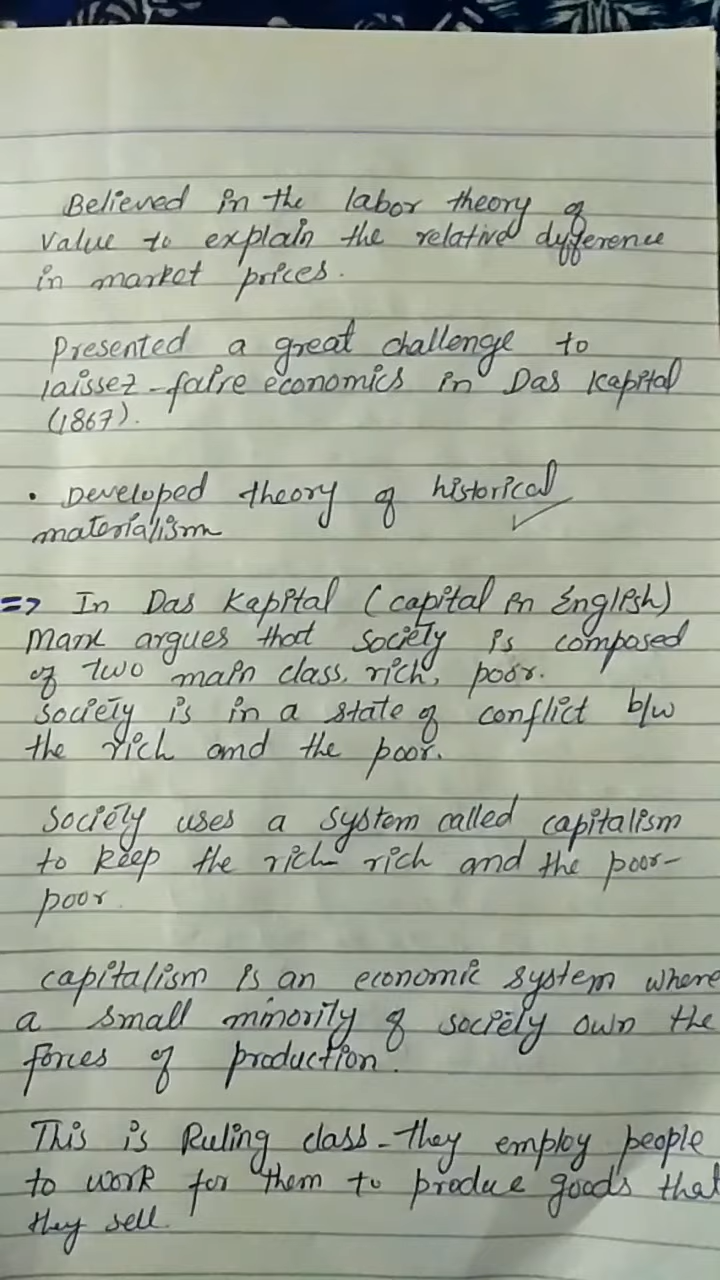 Believed in the labor theory of
value to explain the relative difference
in market prices.
Presented a great challenge to
laissez-faire economics in Das Kapital
(1867).
• Developed theory of historical
materialism
=> In Das Kapital (capital in English)
Marx argues that society is composed
of two main class, rich, poor.
society is in a state of conflict b/w
the rich and the poor.
Society uses a system called capitalism
to keep the rich rich and the poor-
poor.
capitalism is an economic system where
a small minority of society own the
forces of production.
This is Ruling class - they employ people
to work for them to produce goods that
they sell.